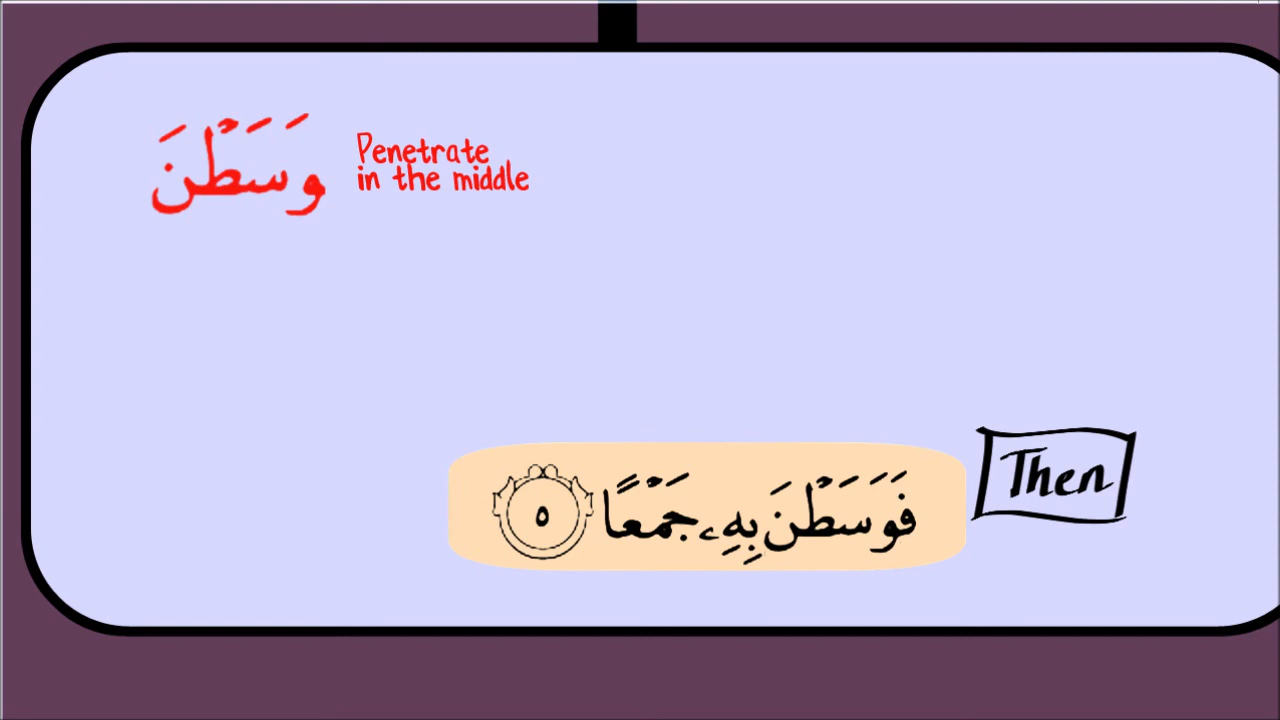 وَسَطْنَ
Penetrate
in the middle
Then
فَوَسَطْنَ بِهِۦ جَمْعًا ٥